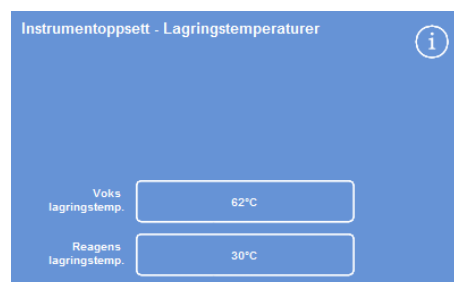 Instrumentoppsett - Lagringstemperaturer
i
Voks
lagringstemp.
62°C
Reagens
lagringstemp.
30°C